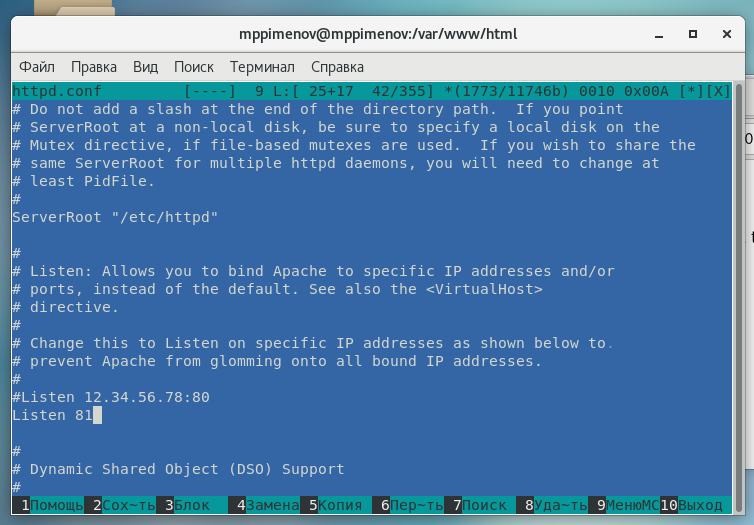 mppimenov@mppimenov:/var/www/html
Файл Правка Вид Поиск Терминал Справка
httpd.conf [----] 9 L:[ 25+17 42/355] *(1773/11746b) 0010 0x00A [*][X]
# Do not add a slash at the end of the directory path. If you point
# ServerRoot at a non-local disk, be sure to specify a local disk on the
# Mutex directive, if file-based mutexes are used. If you wish to share the
# same ServerRoot for multiple httpd daemons, you will need to change at
# least PidFile.
#
ServerRoot "/etc/httpd"
#
# Listen: Allows you to bind Apache to specific IP addresses and/or
# ports, instead of the default. See also the <VirtualHost>
# directive.
#
# Change this to Listen on specific IP addresses as shown below to.
# prevent Apache from glomming onto all bound IP addresses.
#
#Listen 12.34.56.78:80
Listen 81
#
# Dynamic Shared Object (DSO) Support
#
1Помощь 2Сох~ть 3Блок 4Замена 5Копия 6Пер~ть 7Поиск 8Уда~ть 9МенюМС 10Выход